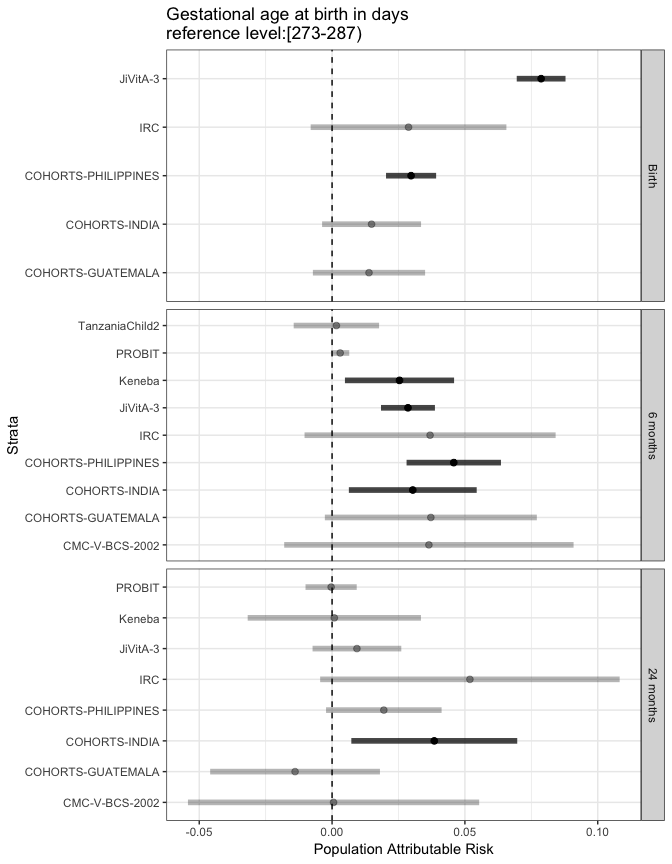 Gestational age at birth in days
reference level:[273-287)
JiVitA-3
IRC
COHORTS-PHILIPPINES
COHORTS-INDIA
COHORTS-GUATEMALA
Birth
TanzaniaChild2
PROBIT
Keneba
JiVitA-3
IRC
COHORTS-PHILIPPINES
COHORTS-INDIA
COHORTS-GUATEMALA
CMC-V-BCS-2002
6 months
PROBIT
Keneba
JiVitA-3
IRC
COHORTS-PHILIPPINES
COHORTS-INDIA
COHORTS-GUATEMALA
CMC-V-BCS-2002
24 months
Strata
-0.05 0.00 0.05 0.10
Population Attributable Risk